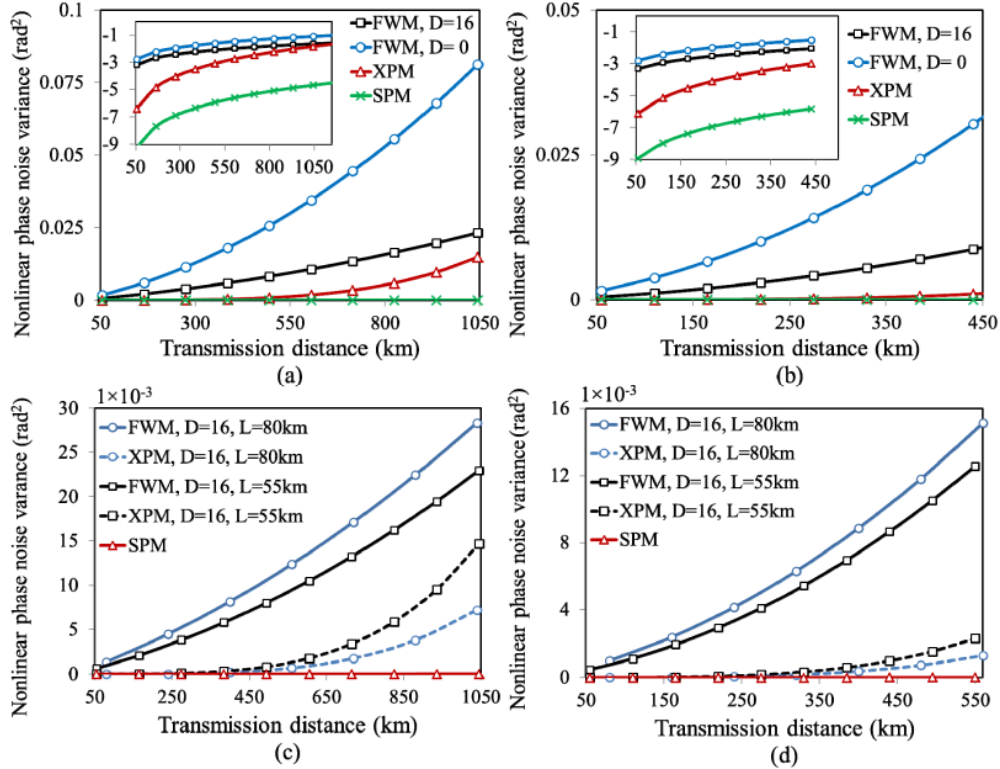 (a)
0.1
0.075
0.05
0.025
0
Nonlinear phase noise variance (rad²)
-1
-3
-5
-7
-9
50 300 550 800 1050
FWM, D=16
FWM, D= 0
XPM
SPM
50 300 550 800 1050
Transmission distance (km)
(a)
(b)
0.05
0.025
0
Nonlinear phase noise variance (rad²)
-1
-3
-5
-7
-9
50 150 250 350 450
FWM, D=16
FWM, D= 0
XPM
SPM
50 150 250 350 450
Transmission distance (km)
(b)
1×10⁻³
30
25
20
15
10
5
0
Nonlinear phase noise varance (rad²)
FWM, D=16, L=80km
XPM, D=16, L=80km
FWM, D=16, L=55km
XPM, D=16, L=55km
SPM
50 250 450 650 850 1050
Transmission distance (km)
(c)
1×10⁻³
16
12
8
4
0
Nonlinear phase noise variance (rad²)
FWM, D=16, L=80km
XPM, D=16, L=80km
FWM, D=16, L=55km
XPM, D=16, L=55km
SPM
50 150 250 350 450 550
Transmission distance (km)
(d)